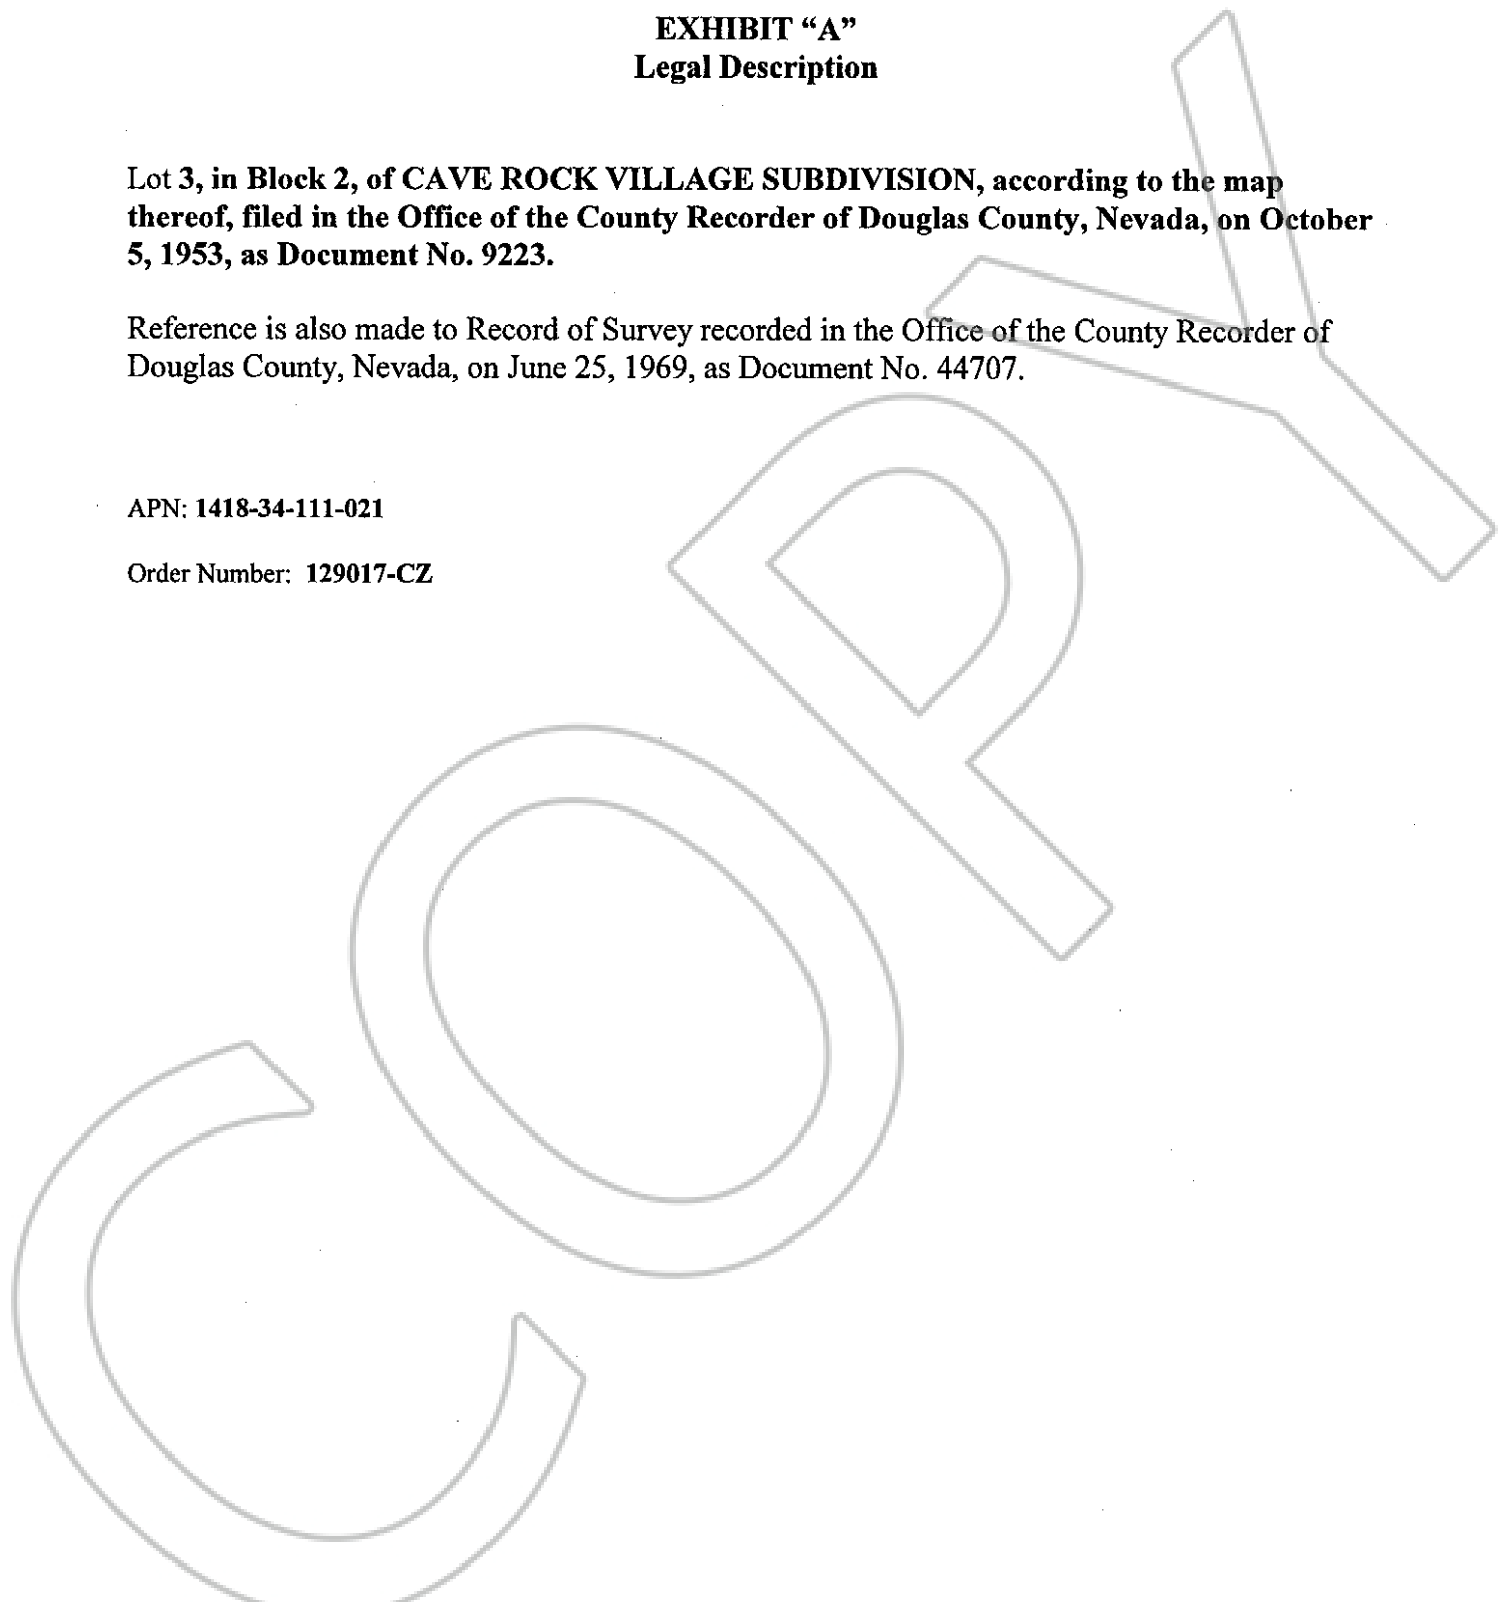 EXHIBIT “A”
Legal Description
Lot 3, in Block 2, of CAVE ROCK VILLAGE SUBDIVISION, according to the map
thereof, filed in the Office of the County Recorder of Douglas County, Nevada, on October
5, 1953, as Document No. 9223.
Reference is also made to Record of Survey recorded in the Office of the County Recorder of
Douglas County, Nevada, on June 25, 1969, as Document No. 44707.
APN: 1418-34-111-021
Order Number: 129017-CZ
COPY